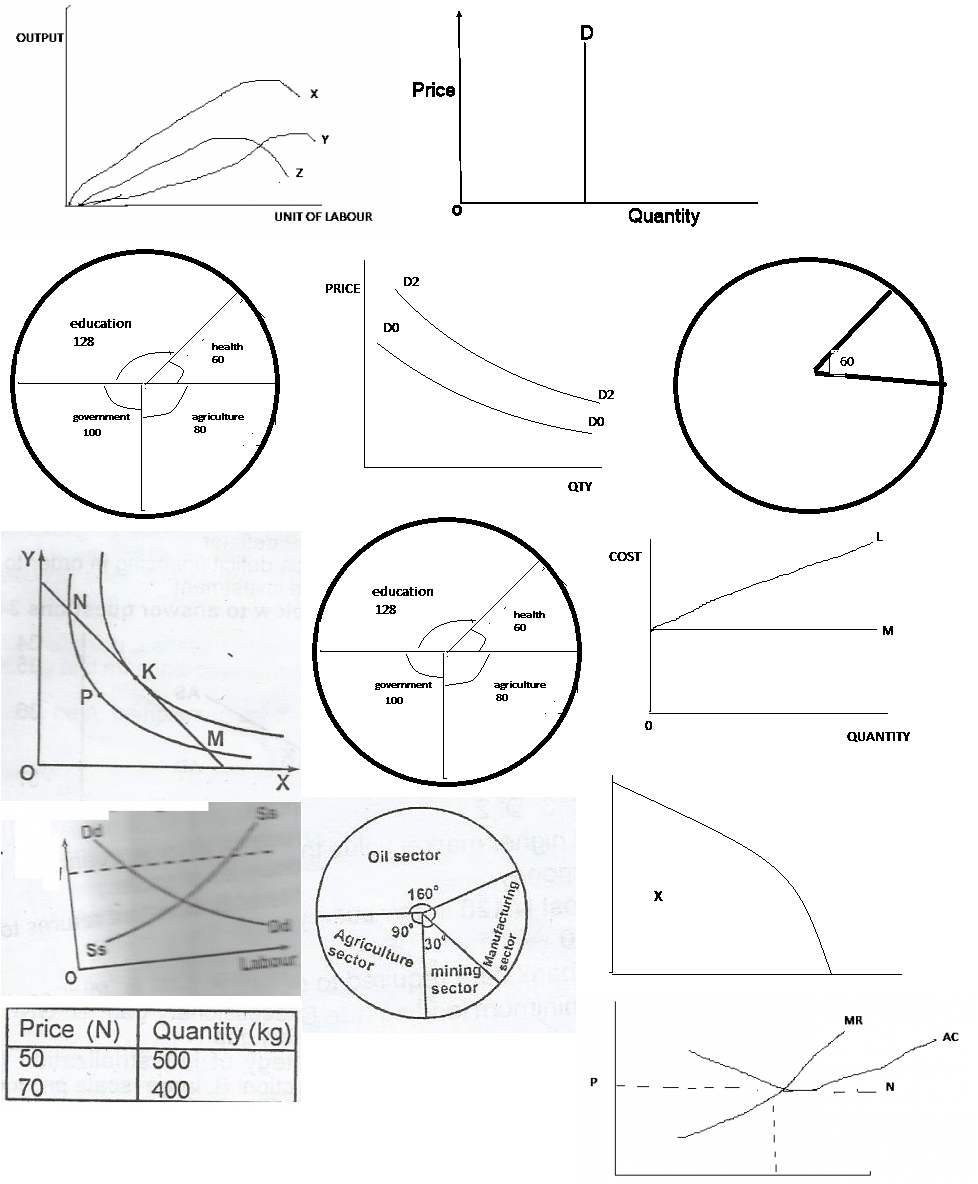 OUTPUT
X
Y
Z
UNIT OF LABOUR
D
Price
O
Quantity
education
128
health
60
government
100
agriculture
80
PRICE
D2
D0
D2
D0
QTY
60
Y
N
K
P
M
O
X
education
128
health
60
government
100
agriculture
80
COST
L
M
0
QUANTITY
Dd
Ss
Ss
Dd
O
Labour
Oil sector
160°
90°
30°
Agriculture
sector
mining
sector
Manufacturing
sector
X
Price (N) Quantity (kg)
50 500
70 400
MR
AC
P
N